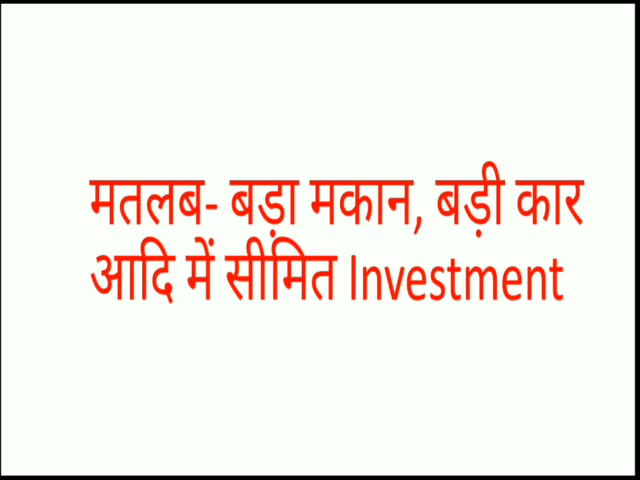 मतलब- बड़ा मकान, बड़ी कार
आदि में सीमित Investment